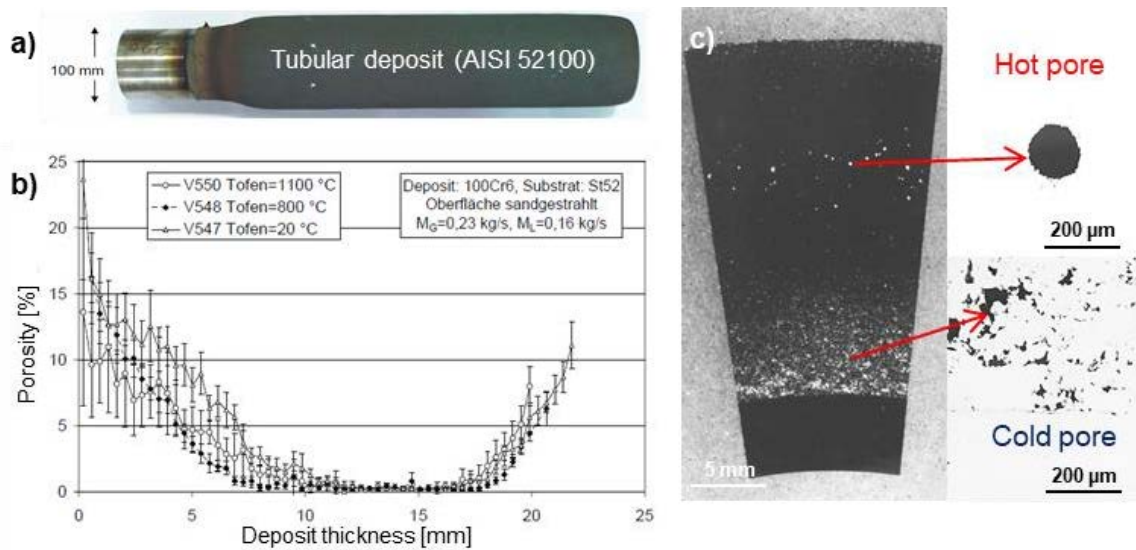 a)
100 mm
Tubular deposit (AISI 52100)
b)
25
20
15
10
5
0
Porosity [%]
V550 Tofen=1100 °C
V548 Tofen=800 °C
V547 Tofen=20 °C
Deposit: 100Cr6, Substrat: St52
Oberfläche sandgestrahlt
M_G=0,23 kg/s, M_L=0,16 kg/s
0 5 10 15 20 25
Deposit thickness [mm]
c)
5 mm
Hot pore
200 µm
Cold pore
200 µm